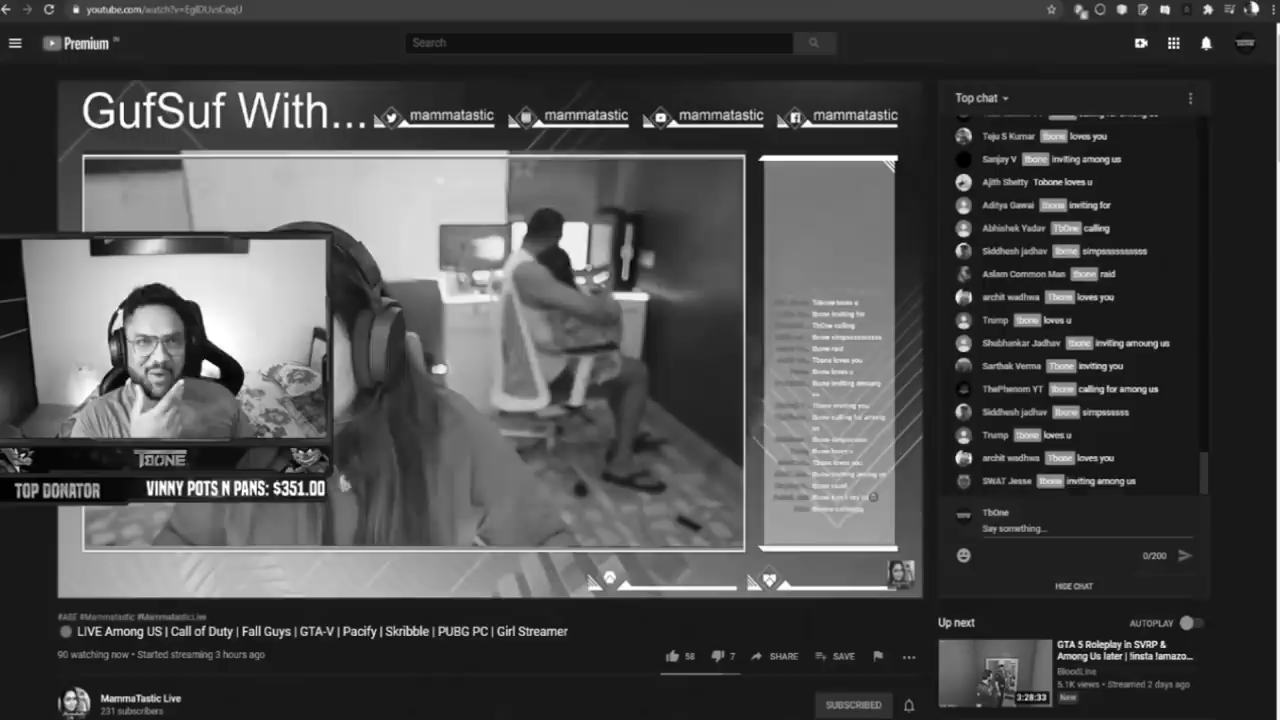 youtube.com/watch?v=EgilDUvsCeqU
Premium IN
Search
GufSuf With...
mammatastic
mammatastic
mammatastic
mammatastic
Top chat
Teju S Kumar tbone loves you
Sanjay V tbone inviting among us
Ajith Shetty Tobone loves u
Aditya Gawai tbone inviting for
Abhishek Yadav TbOne calling
Siddhesh jadhav tbone simpsssssssss
Aslam Common Man tbone raid
archit wadhwa Tbone loves you
Trump tbone loves u
Shubhankar Jadhav tbone inviting amoung us
Sarthak Verma Tbone inviting you
ThePhenom YT tbone calling for among us
Siddhesh jadhav tbone simpssssss
Trump tbone loves u
archit wadhwa Tbone loves you
SWAT Jesse tbone inviting among us
TbOne
Say something...
0/200
HIDE CHAT
TBONE
TOP DONATOR
VINNY POTS N PANS: $351.00
#ABE #Mammatastic #MammatasticLive
LIVE Among US | Call of Duty | Fall Guys | GTA-V | Pacify | Skribble | PUBG PC | Girl Streamer
90 watching now • Started streaming 3 hours ago
58
7
SHARE
SAVE
MammaTastic Live
231 subscribers
SUBSCRIBED
Up next
AUTOPLAY
GTA 5 Roleplay in SVRP &
Among Us later | !insta !amazo...
BloodLine
5.1K views • Streamed 2 days ago
New
3:28:33